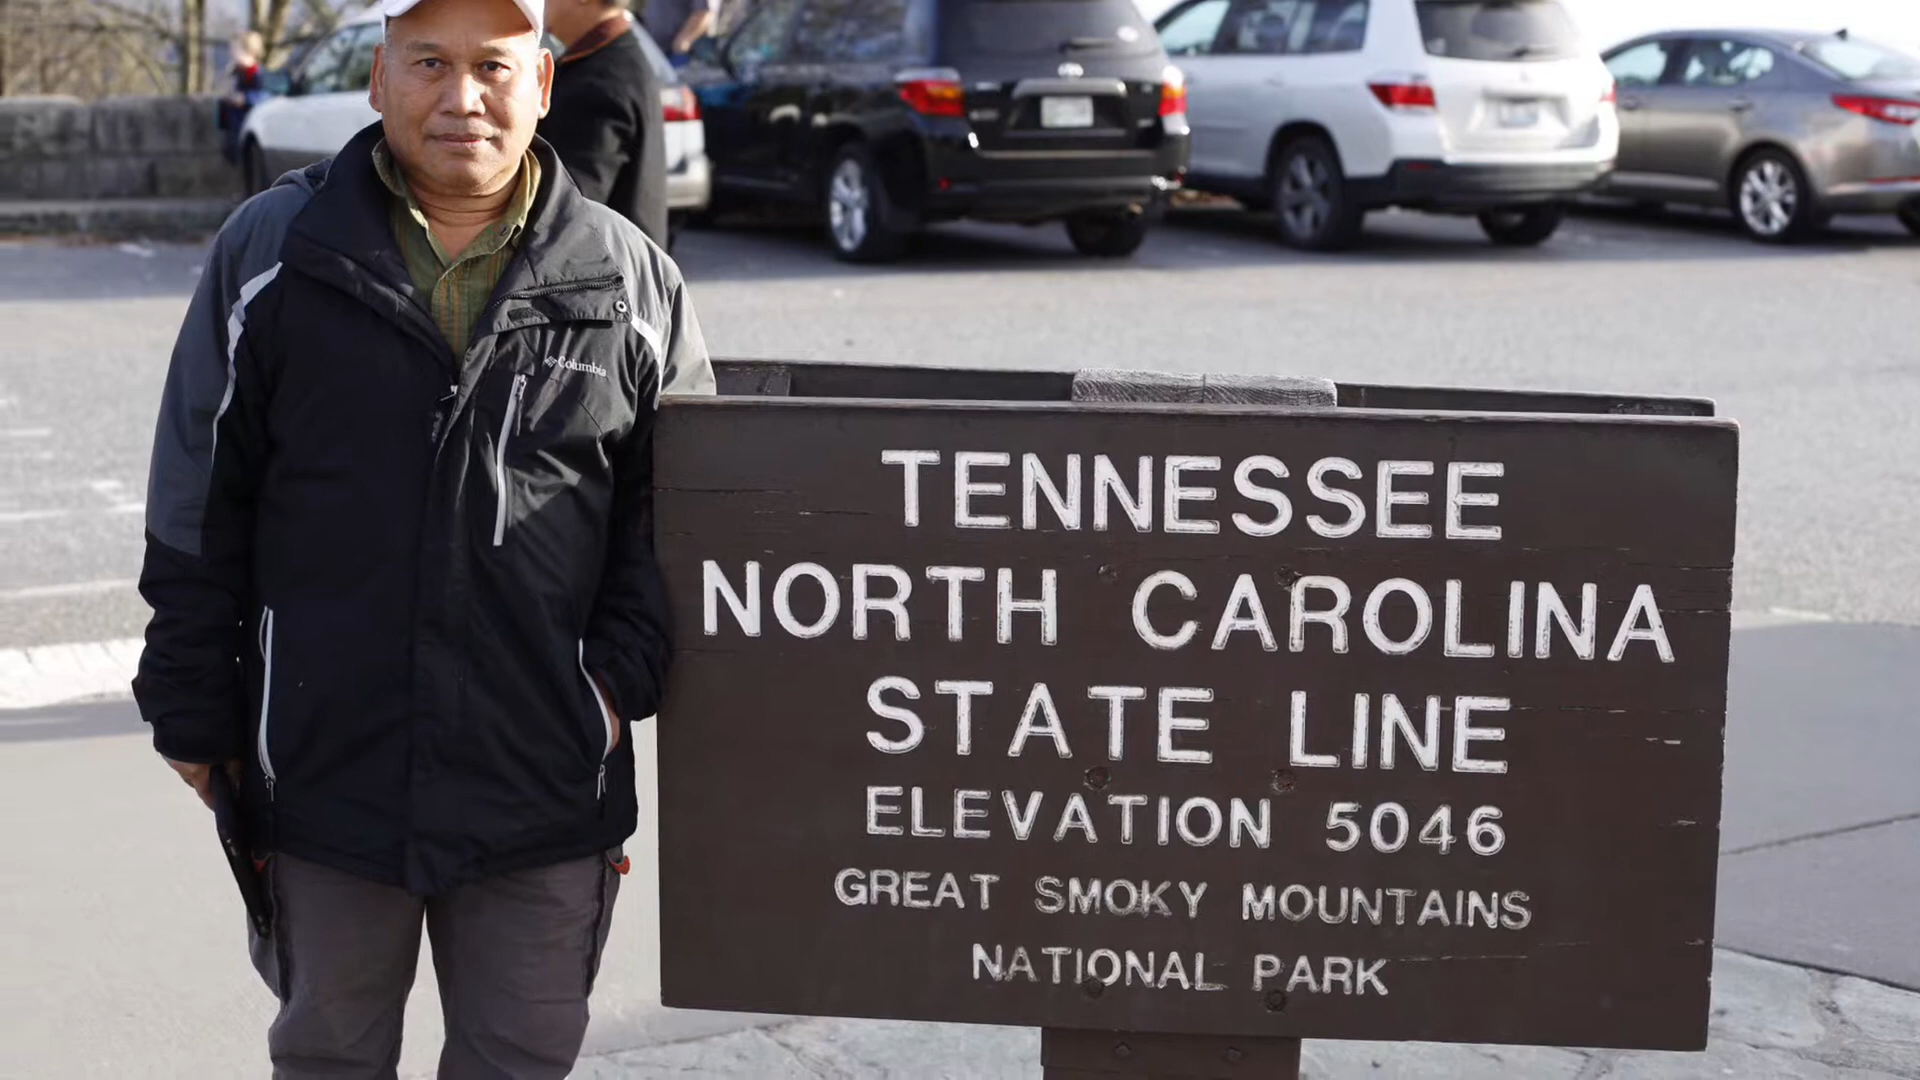 Columbia
TENNESSEE
NORTH CAROLINA
STATE LINE
ELEVATION 5046
GREAT SMOKY MOUNTAINS
NATIONAL PARK